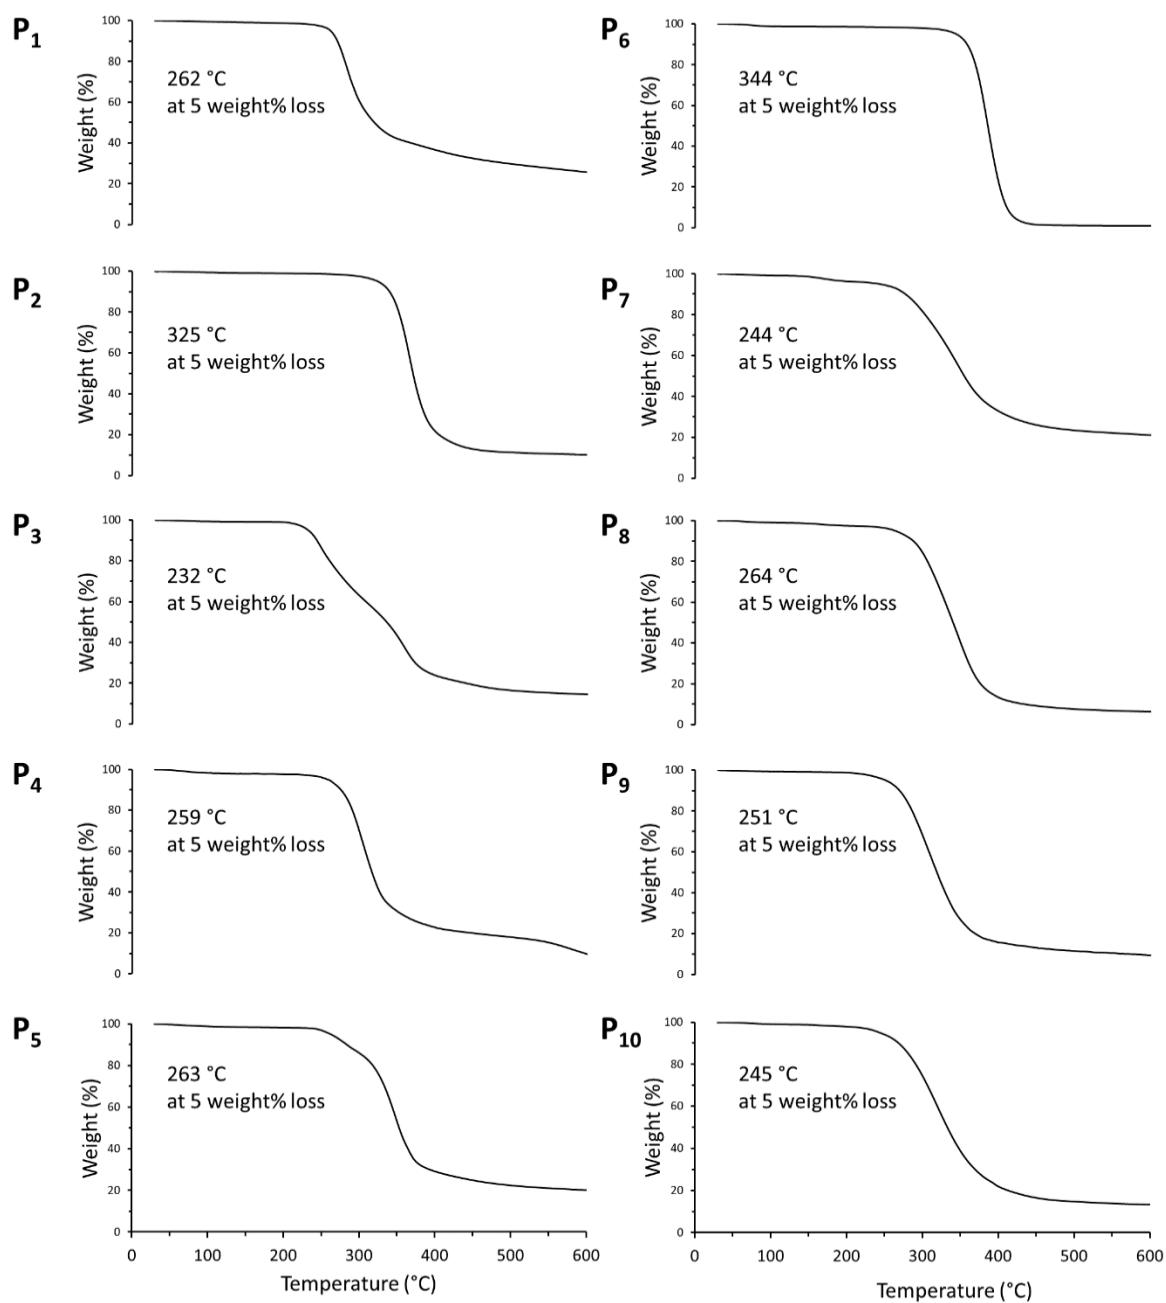 P1
100
80
60
40
20
0
Weight (%)
262 °C
at 5 weight% loss
P2
100
80
60
40
20
0
Weight (%)
325 °C
at 5 weight% loss
P3
100
80
60
40
20
0
Weight (%)
232 °C
at 5 weight% loss
P4
100
80
60
40
20
0
Weight (%)
259 °C
at 5 weight% loss
P5
100
80
60
40
20
0
Weight (%)
263 °C
at 5 weight% loss
0 100 200 300 400 500 600
Temperature (°C)
P6
100
80
60
40
20
0
Weight (%)
344 °C
at 5 weight% loss
P7
100
80
60
40
20
0
Weight (%)
244 °C
at 5 weight% loss
P8
100
80
60
40
20
0
Weight (%)
264 °C
at 5 weight% loss
P9
100
80
60
40
20
0
Weight (%)
251 °C
at 5 weight% loss
P10
100
80
60
40
20
0
Weight (%)
245 °C
at 5 weight% loss
0 100 200 300 400 500 600
Temperature (°C)